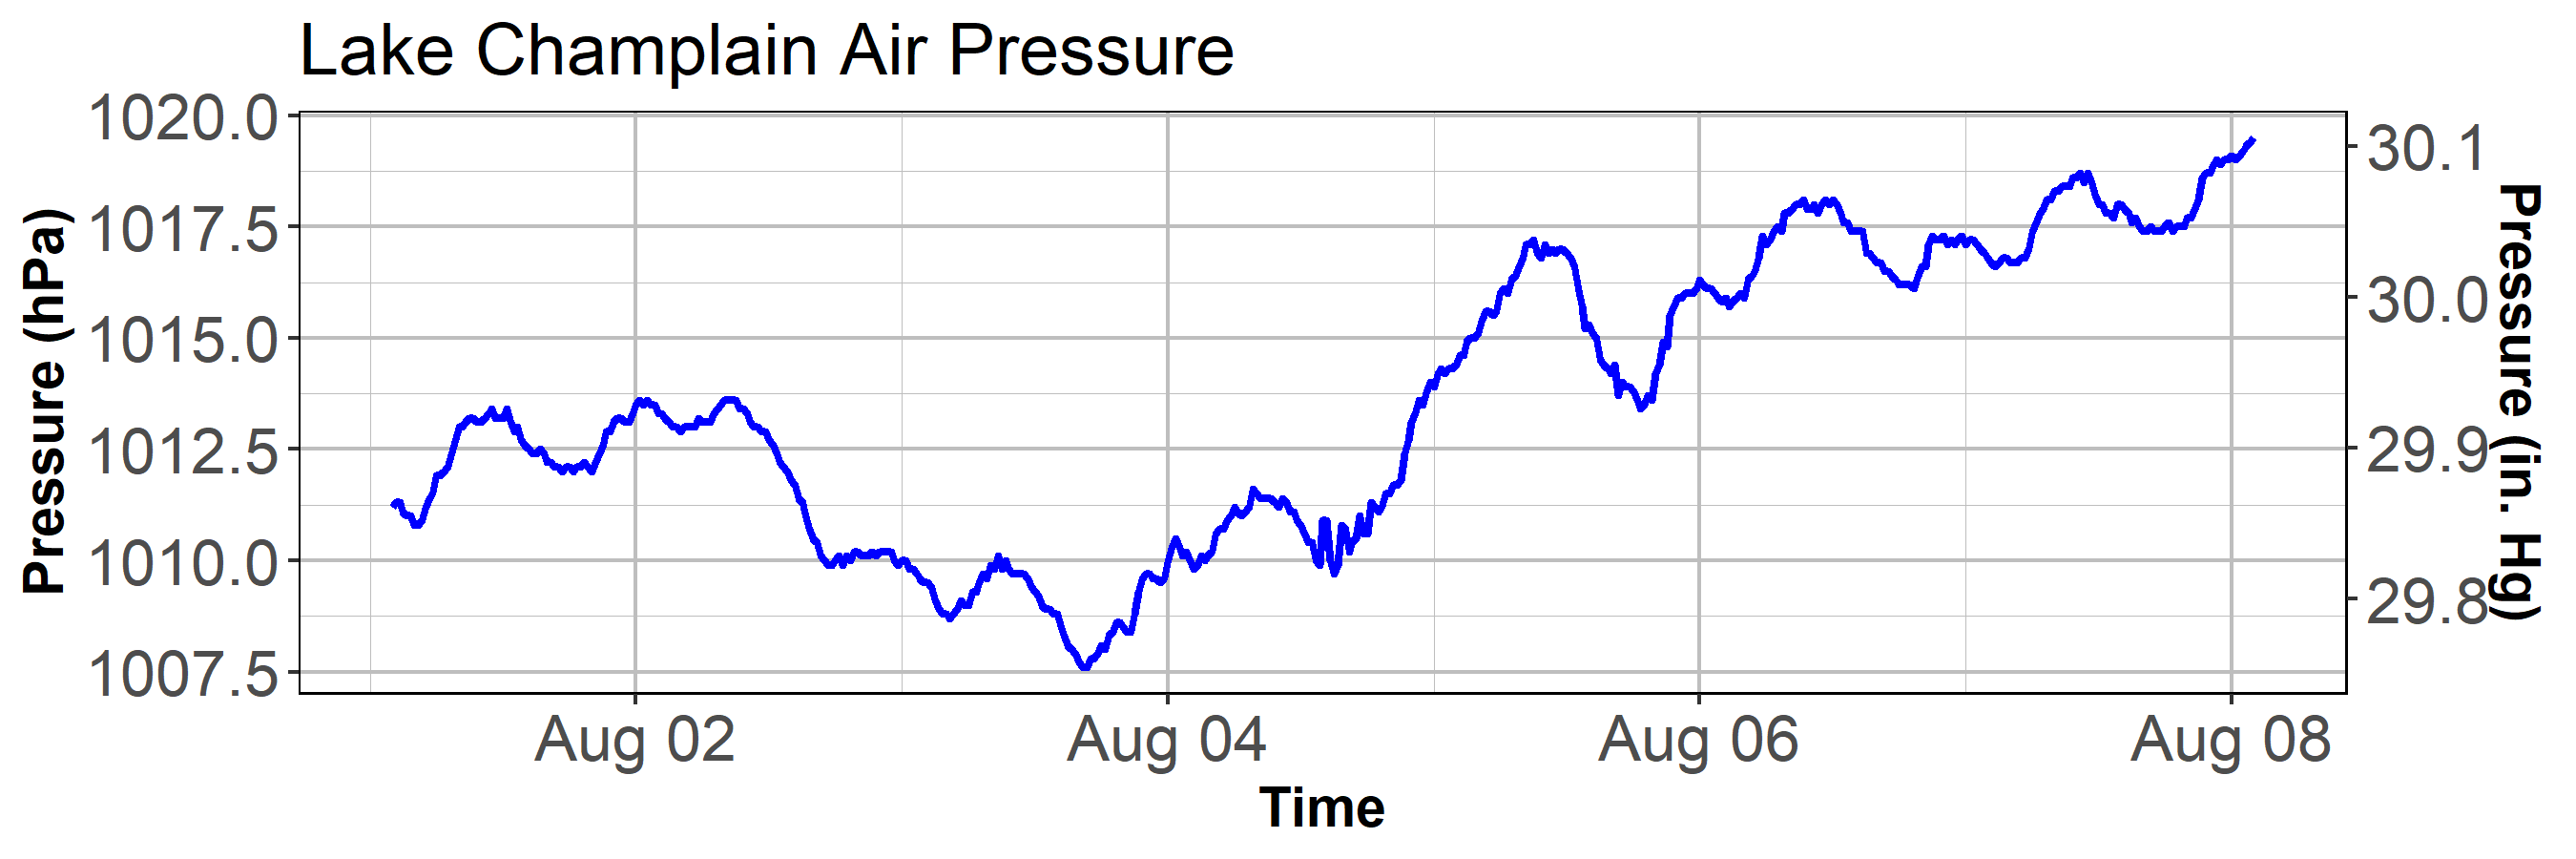 Lake Champlain Air Pressure
1020.0
1017.5
1015.0
1012.5
1010.0
1007.5
Pressure (hPa)
30.1
30.0
29.9
29.8
Pressure (in. Hg)
Aug 02 Aug 04 Aug 06 Aug 08
Time